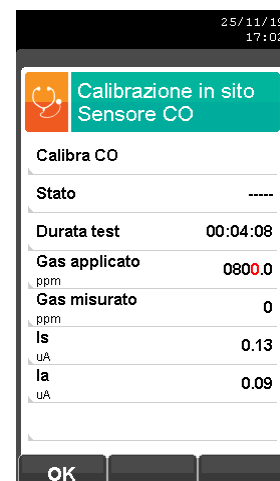 25/11/19
17:02
Calibrazione in sito
Sensore CO
Calibra CO
Stato -----
Durata test 00:04:08
Gas applicato 0800.0
ppm
Gas misurato 0
ppm
Is 0.13
uA
Ia 0.09
uA
OK